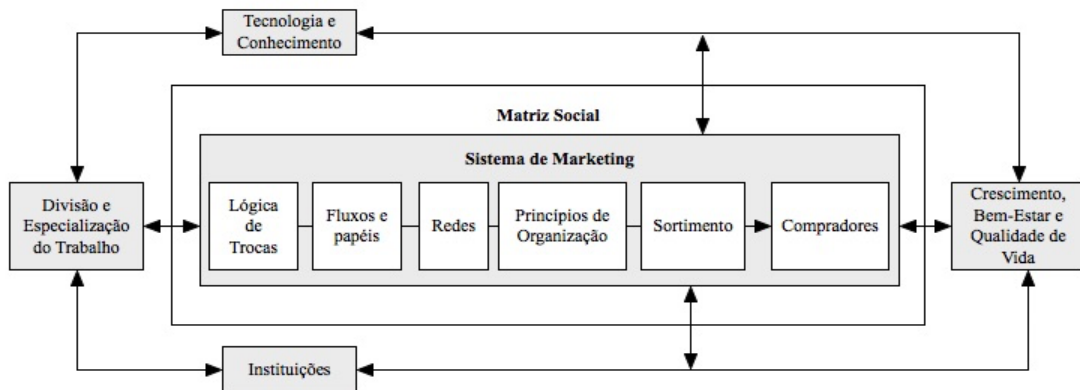 Tecnologia e
Conhecimento
Matriz Social
Sistema de Marketing
Divisão e
Especialização
do Trabalho
Lógica
de
Trocas
Fluxos e
papéis
Redes
Princípios de
Organização
Sortimento
Compradores
Crescimento,
Bem-Estar e
Qualidade de
Vida
Instituições